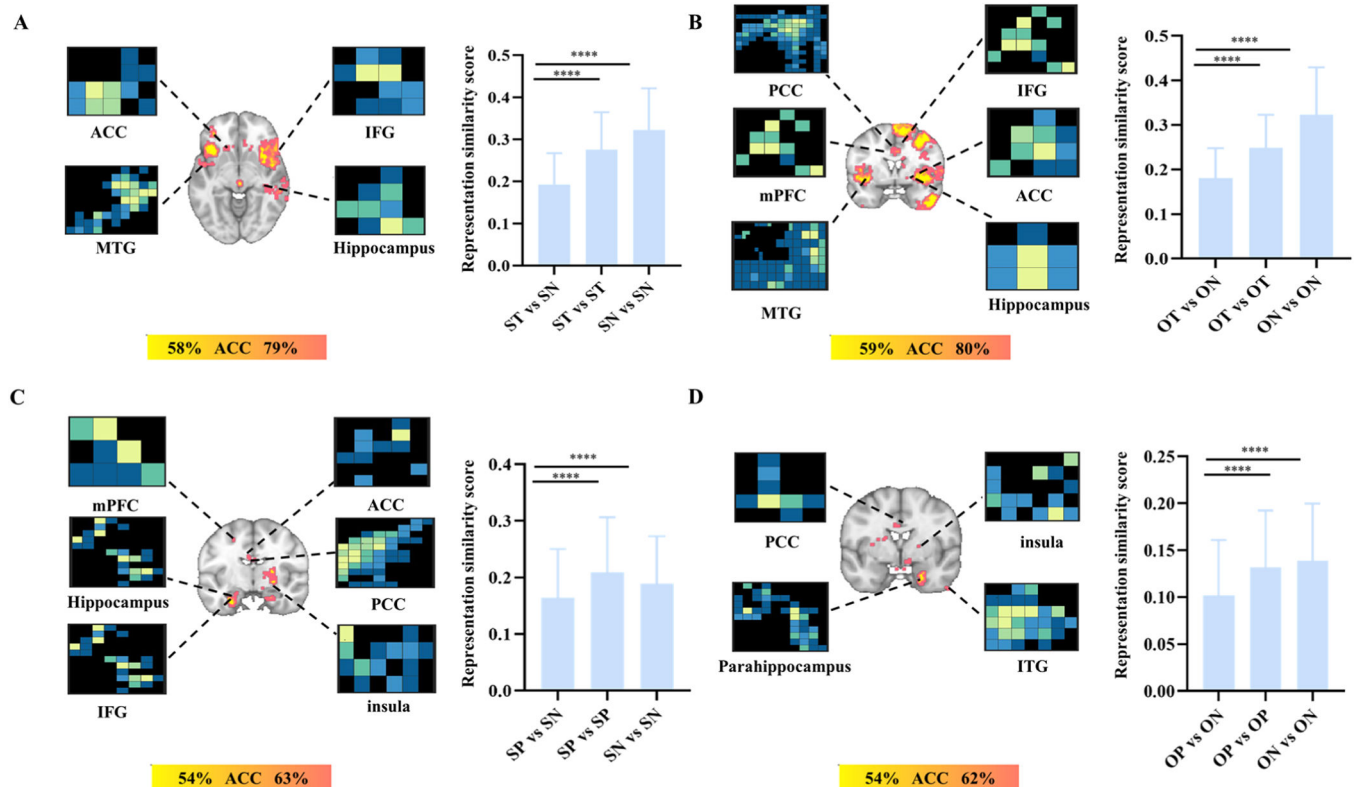 A
ACC
IFG
MTG
Hippocampus
58% ACC 79%
Representation similarity score
0.5
0.4
0.3
0.2
0.1
0.0
****
****
ST vs SN
ST vs ST
SN vs SN
B
PCC
IFG
mPFC
ACC
MTG
Hippocampus
59% ACC 80%
Representation similarity score
0.5
0.4
0.3
0.2
0.1
0.0
****
****
OT vs ON
OT vs OT
ON vs ON
C
mPFC
ACC
Hippocampus
PCC
IFG
insula
54% ACC 63%
Representation similarity score
0.4
0.3
0.2
0.1
0.0
****
****
SP vs SN
SP vs SP
SN vs SN
D
PCC
insula
Parahippocampus
ITG
54% ACC 62%
Representation similarity score
0.25
0.20
0.15
0.10
0.05
0.00
****
****
OP vs ON
OP vs OP
ON vs ON